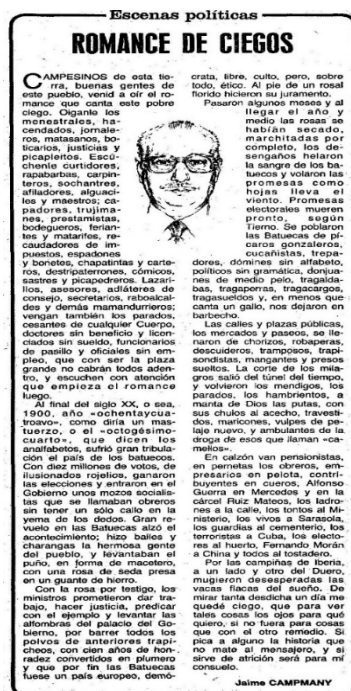 Escenas políticas
ROMANCE DE CIEGOS
CAMPESINOS de esta tie-
rra, buenas gentes de
este pueblo, venid a oír el ro-
mance que canta este pobre
ciego. Oíganle los
menestrales, ha-
cendados, jornale-
ros, matasanos, bo-
ticarios, justicias y
picapleitos. Escú-
chenle curtidores,
rapabarbas, carpin-
teros, sochantres,
afiladores, alguaci-
les y maestros; ca-
padores, trujima-
nes, prestamistas,
bodegueros, ferian-
tes y matarifes, re-
caudadores de im-
puestos, espadones
y bonetes, chapatintas y carte-
ros, destripaterrones, cómicos,
sastres y picapedreros. Lazari-
llos, asesores, adláteres de
consejo, secretarios, raboalcal-
des y demás mamandurrieros;
vengan también los parados,
cesantes de cualquier Cuerpo,
doctores sin beneficio y licen-
ciados sin sueldo, funcionarios
de pasillo y oficiales sin em-
pleo, que con ser la plaza
grande no cabrán todos aden-
tro, y escuchen con atención
que empieza el romance
luego.
Al final del siglo XX, o sea,
1900, año «ochentaycua-
troavo», como diría un mas-
tuerzo, o el «octogésimo-
cuarto», que dicen los
analfabetos, sufrió gran tribula-
ción el país de los batuecos.
Con diez millones de votos, de
ilusionados rojelios, ganaron
las elecciones y entraron en el
Gobierno unos mozos socialis-
tas que se llamaban obreros
sin tener un sólo callo en la
yema de los dedos. Gran re-
vuelo en las Batuecas alzó el
acontecimiento; hizo bailes y
charangas la hermosa gente
del pueblo, y levantaban el
puño, en forma de macetero,
con una rosa de seda presa
en un guante de hierro.
Con la rosa por testigo, los
ministros prometieron dar tra-
bajo, hacer justicia, predicar
con el ejemplo y levantar las
alfombras del palacio del Go-
bierno, por barrer todos los
polvos de anteriores trapi-
cheos, con cien años de hon-
radez convertidos en plumero
y que por fin las Batuecas
fuese un país europeo, demó-
crata, libre, culto, pero, sobre
todo, ético. Al pie de un rosal
florido hicieron su juramento.
Pasaron algunos meses y al
llegar el año y
medio las rosas se
habían secado,
marchitadas por
completo, los de-
sengaños helaron
la sangre de los ba-
tuecos y volaron las
promesas como
hojas lleva el
viento. Promesas
electorales mueren
pronto, según
Tierno. Se poblaron
las Batuecas de pí-
caros gonzaleros,
cucañistas, trepa-
dores, dómines sin alfabeto,
políticos sin gramática, donjua-
nes de medio pelo, tragaldа-
bas, tragaperras, tragacargos,
tragasueldos y, en menos que
canta un gallo, nos dejaron en
barbecho.
Las calles y plazas públicas,
los mercados y paseos, se lle-
naron de chorizos, robaperas,
descuideros, tramposos, trapi-
sondistas, mangantes y presos
sueltos. La corte de los mila-
gros salió del túnel del tiempo,
y volvieron los mendigos, los
parados, los hambrientos, a
manta de Dios las putas, con
sus chulos al acecho, travesti-
dos, maricones, vulpes de pe-
laje nuevo, y ambulantes de la
droga de esos que llaman «ca-
mellos».
En calzón van pensionistas,
en pernetas los obreros, em-
presarios en pelota, contri-
buyentes en cueros, Alfonso
Guerra en Mercedes y en la
cárcel Ruiz Mateos, los ladro-
nes a la calle, los tontos al Mi-
nisterio, los vivos a Sarasola,
los guardias al cementerio, los
terroristas a Cuba, los electo-
res al huerto, Fernando Morán
a China y todos al tostadero.
Por las campiñas de Iberia,
a un lado y otro del Duero,
mugieron desesperadas las
vacas flacas del sueño. De
mirar tanta desdicha un día me
quedé ciego, que para ver
tales cosas los ojos para qué
quiero, si no fuera para cosas
que con el otro remedio. Si
pica a alguno la historia que
no mate al mensajero, y si
sirve de atrición será para mí
consuelo.
Jaime CAMPMANY